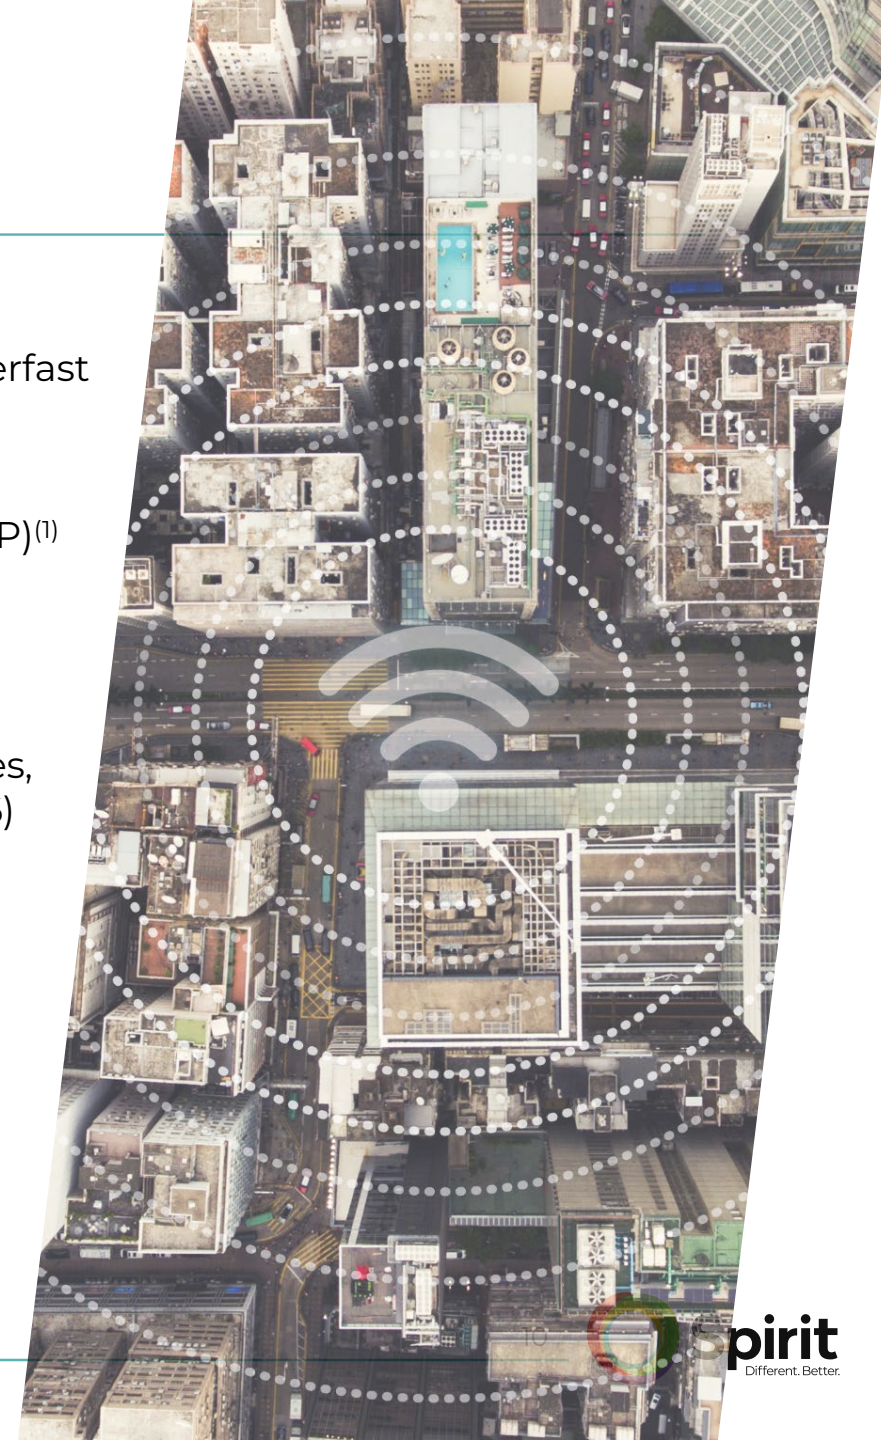 erfast
P)(1)
es,
)
10
Spirit
Different. Better.